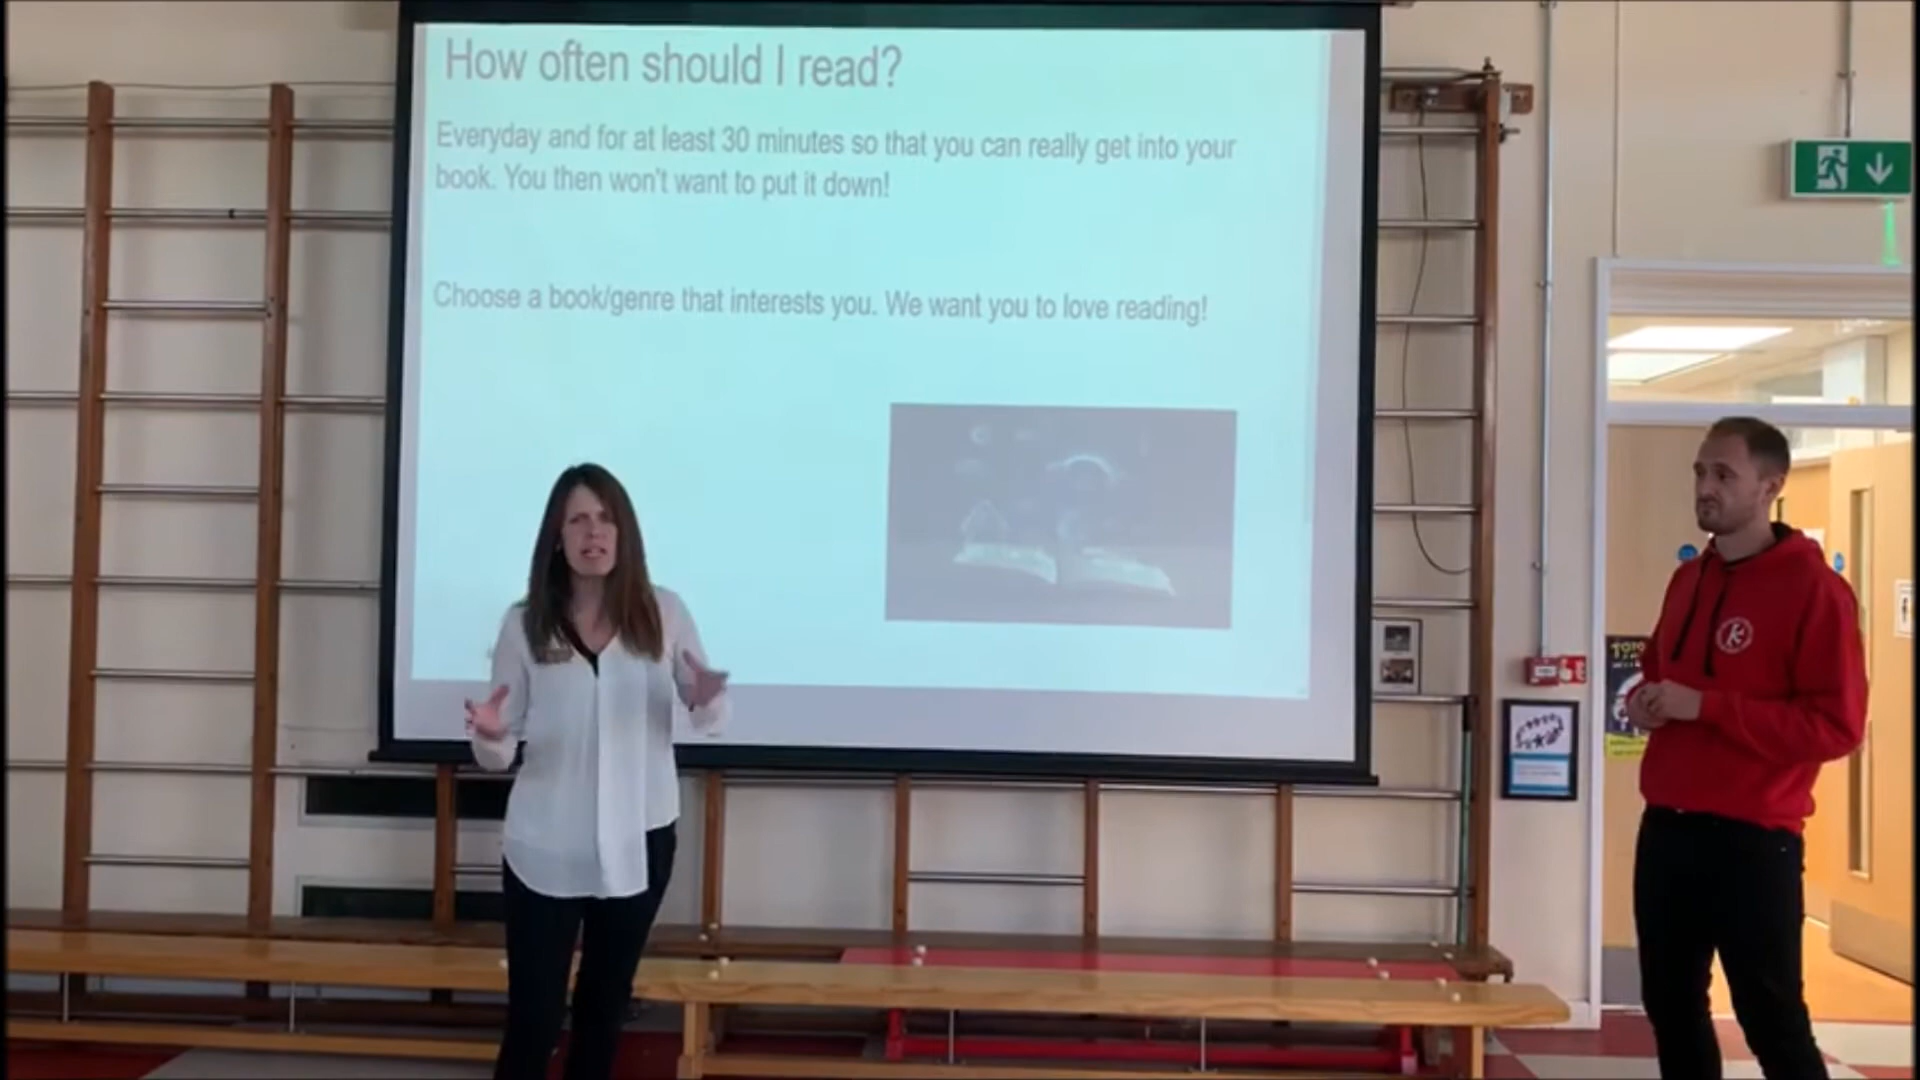 How often should I read?
Everyday and for at least 30 minutes so that you can really get into your
book. You then won't want to put it down!
Choose a book/genre that interests you. We want you to love reading!